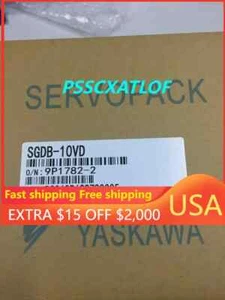 PSSCXATLOF
SERVOPACK
SGDB-10VD
O/N: 9P1782-2
Fast shipping Free shipping
EXTRA $15 OFF $2,000
USA
YASKAWA